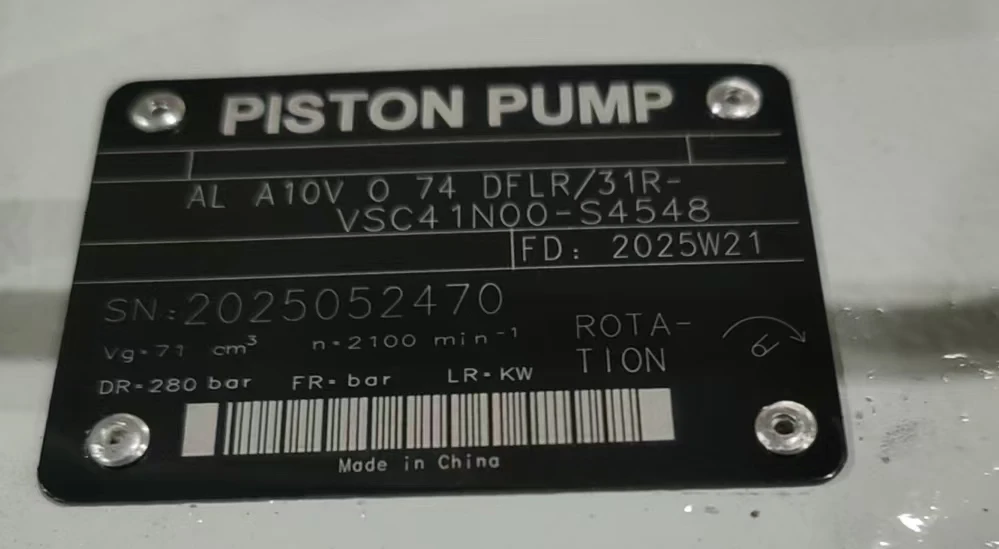 PISTON PUMP
AL A10V O 74 DFLR/31R-
VSC41N00-S4548
FD: 2025W21
SN:2025052470
Vg=71 cm³ n=2100 min⁻¹
ROTA-
TION
DR=280 bar FR=bar LR=KW
Made in China